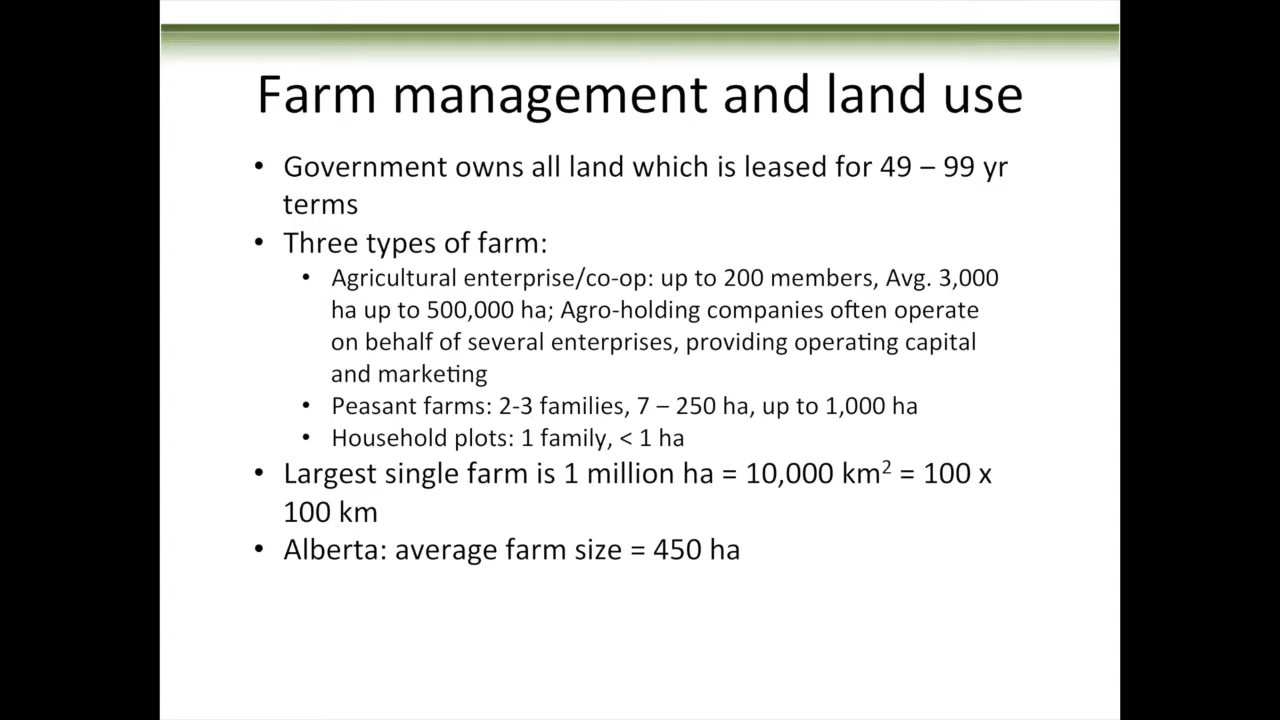 Farm management and land use
• Government owns all land which is leased for 49 – 99 yr
terms
• Three types of farm:
• Agricultural enterprise/co-op: up to 200 members, Avg. 3,000
ha up to 500,000 ha; Agro-holding companies often operate
on behalf of several enterprises, providing operating capital
and marketing
• Peasant farms: 2-3 families, 7 – 250 ha, up to 1,000 ha
• Household plots: 1 family, < 1 ha
• Largest single farm is 1 million ha = 10,000 km² = 100 x
100 km
• Alberta: average farm size = 450 ha